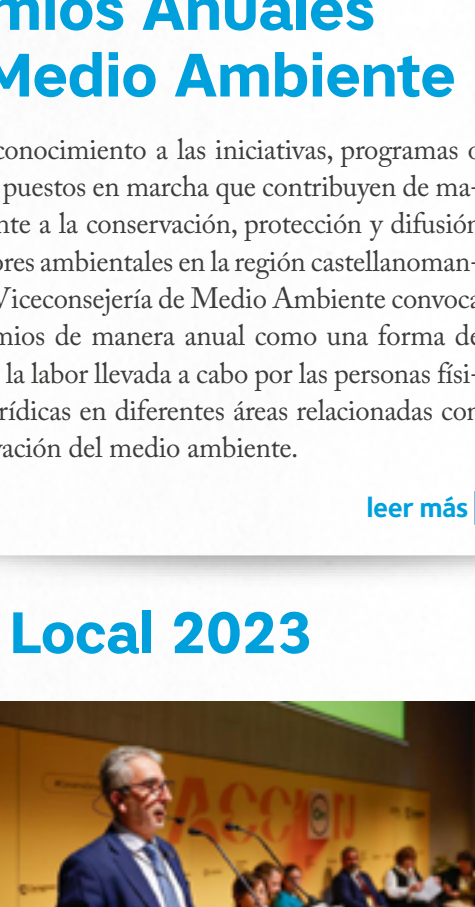 mios Anuales
Medio Ambiente
conocimiento a las iniciativas, programas o
puestos en marcha que contribuyen de ma-
nte a la conservación, protección y difusión
ores ambientales en la región castellanoman-
Viceconsejería de Medio Ambiente convoca
mios de manera anual como una forma de
la labor llevada a cabo por las personas físi-
rídicas en diferentes áreas relacionadas con
vación del medio ambiente.
leer más
Local 2023
ACCIÓN